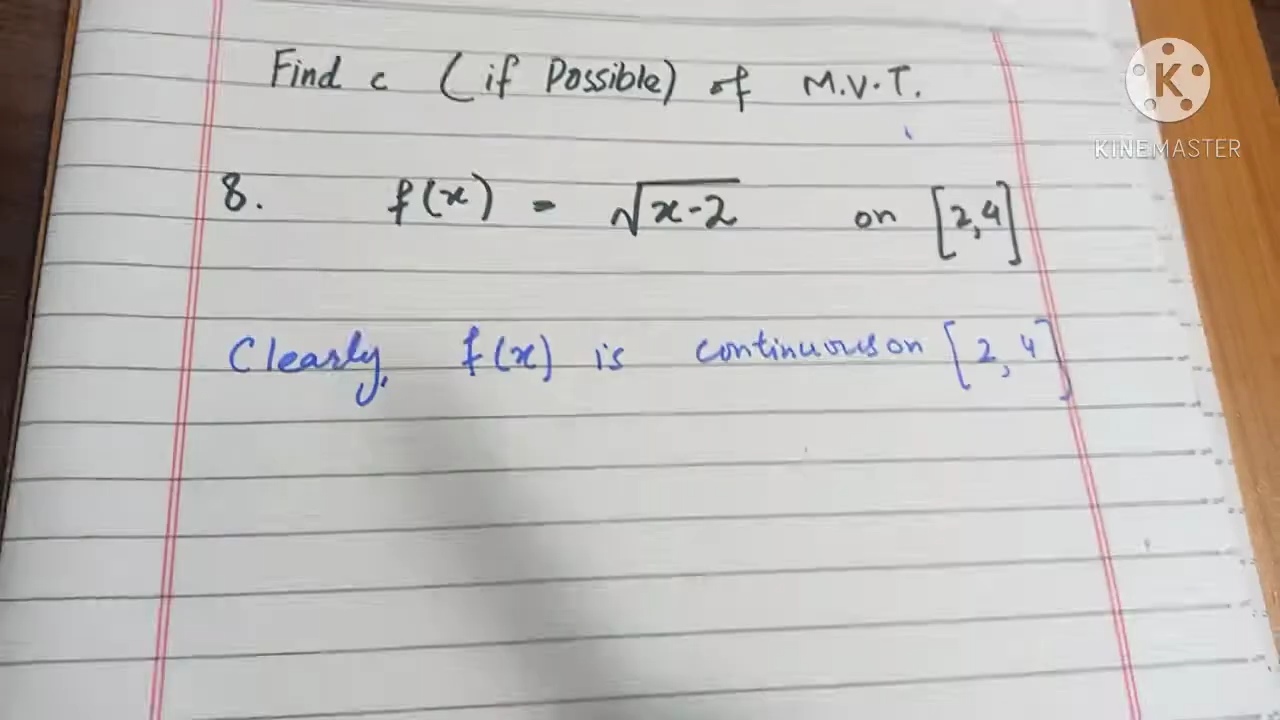 Find c (if Possible) of M.V.T.
K
KINEMASTER
8. f(x) = √x-2 on [2,4]
Clearly, f(x) is continuous on [2,4]